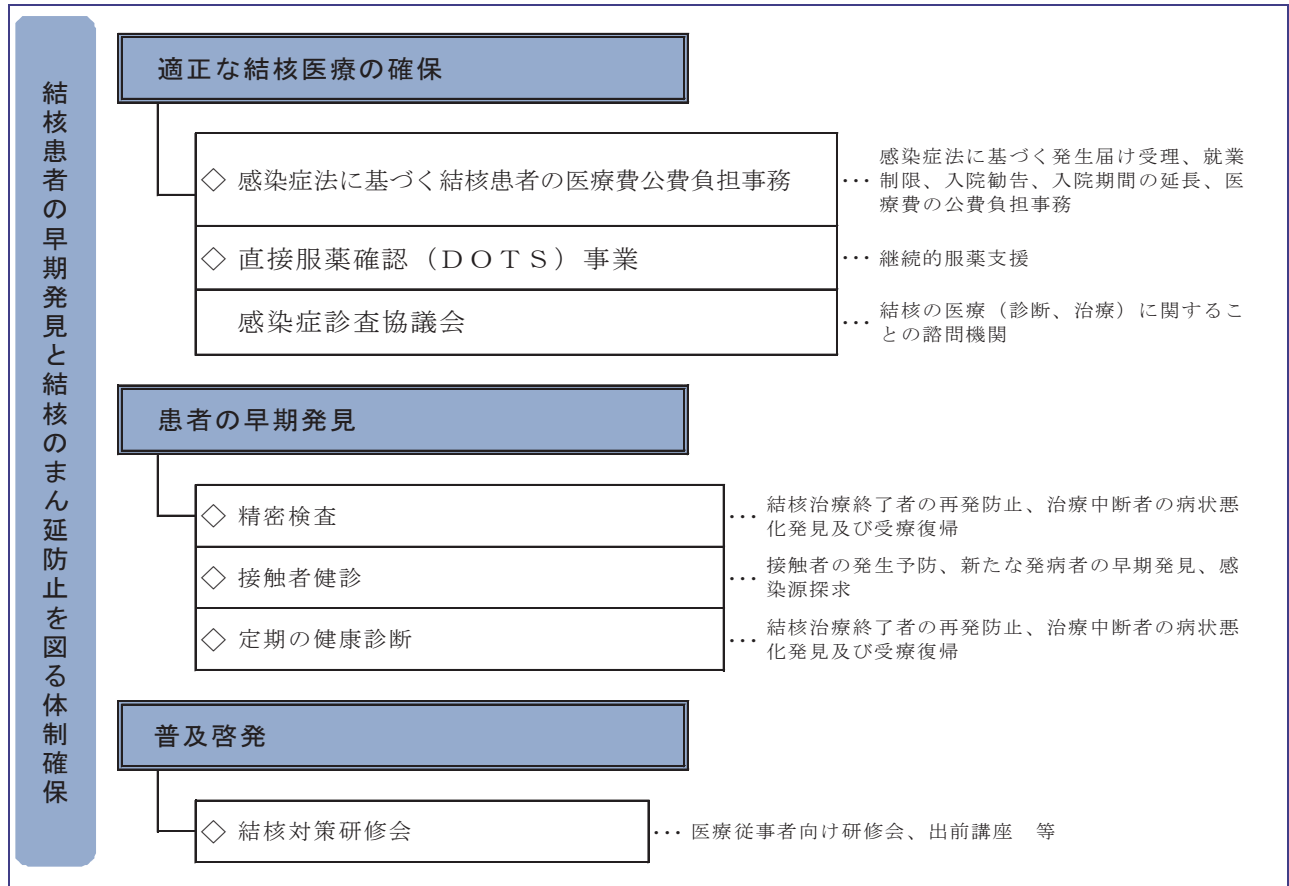 結核患者の早期発見と結核のまん延防止を図る体制確保
適正な結核医療の確保
◇ 感染症法に基づく結核患者の医療費公費負担事務
… 感染症法に基づく発生届け受理、就業
制限、入院勧告、入院期間の延長、医
療費の公費負担事務
◇ 直接服薬確認（ＤＯＴＳ）事業
… 継続的服薬支援
感染症診査協議会
… 結核の医療（診断、治療）に関するこ
との諮問機関
患者の早期発見
◇ 精密検査
… 結核治療終了者の再発防止、治療中断者の病状悪
化発見及び受療復帰
◇ 接触者健診
… 接触者の発生予防、新たな発病者の早期発見、感
染源探求
◇ 定期の健康診断
… 結核治療終了者の再発防止、治療中断者の病状悪
化発見及び受療復帰
普及啓発
◇ 結核対策研修会
… 医療従事者向け研修会、出前講座　等